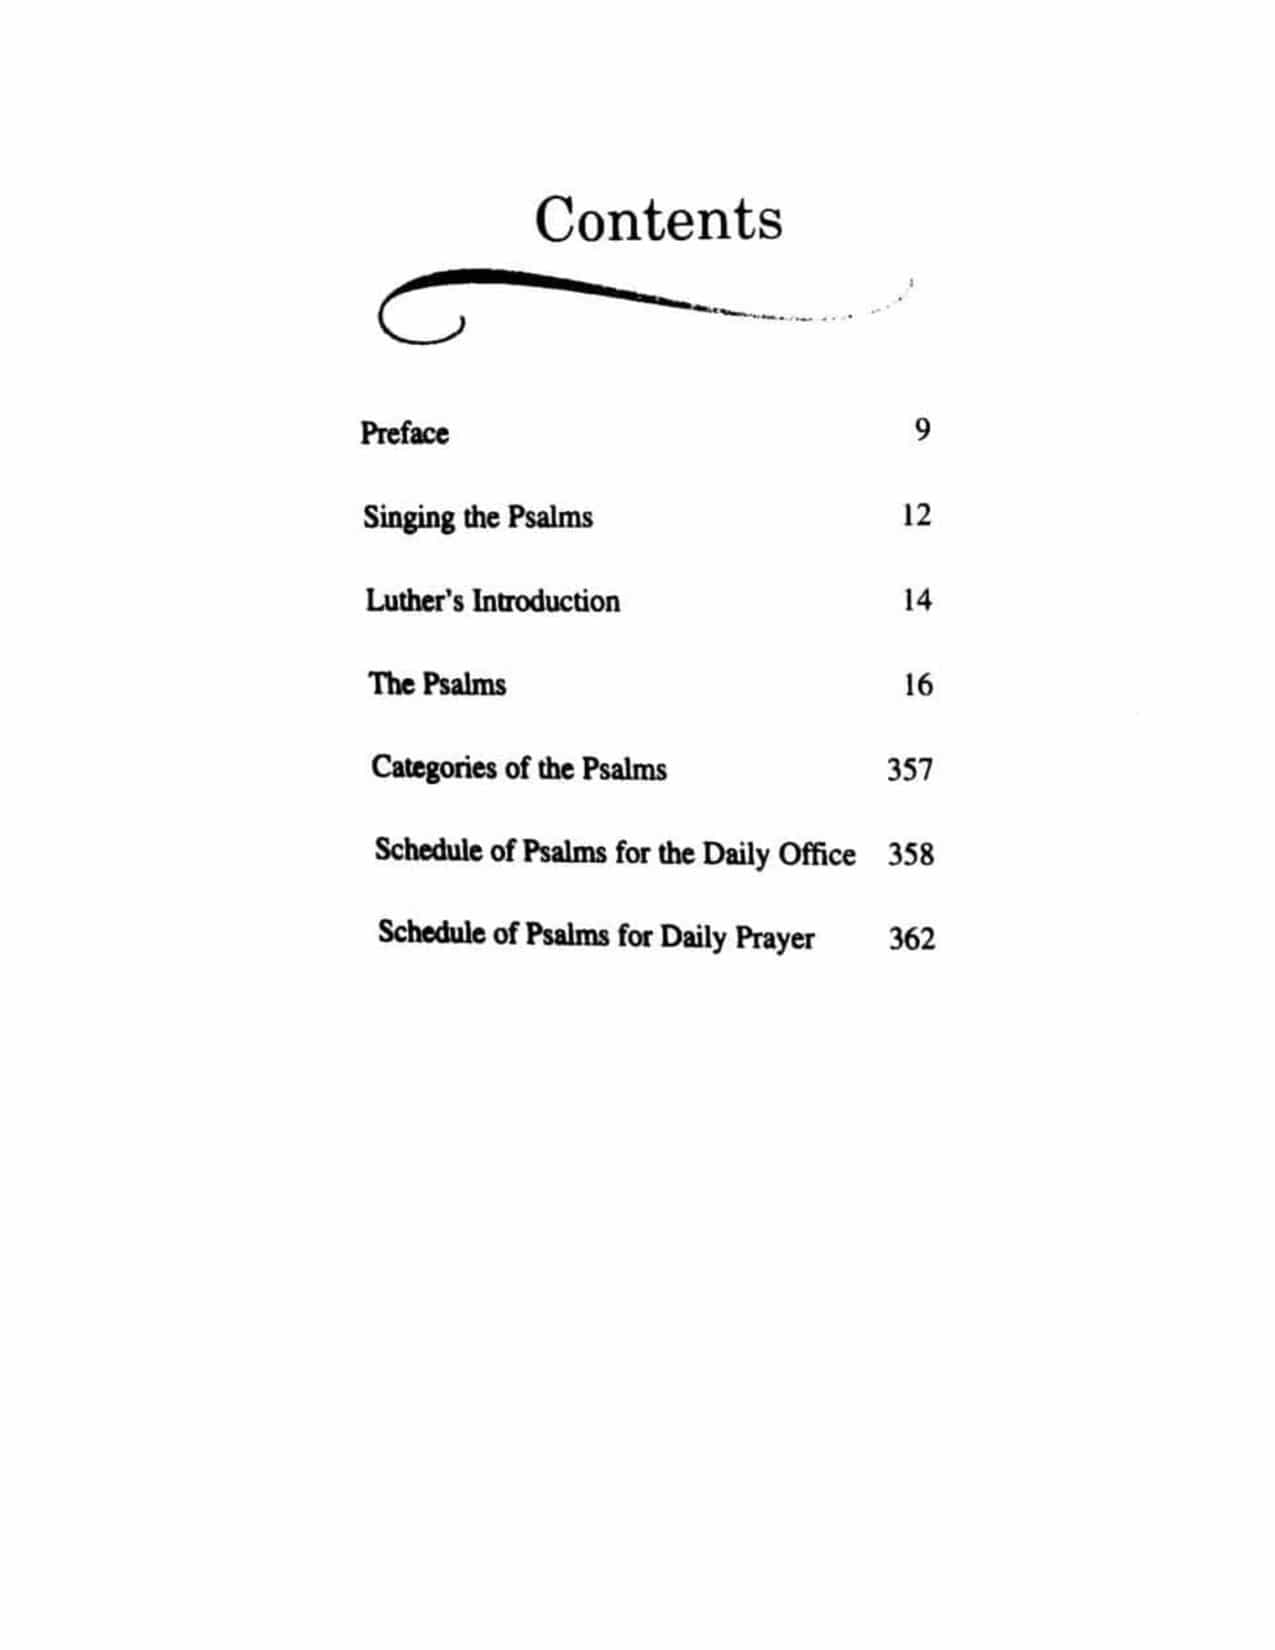 Contents
Preface 9
Singing the Psalms 12
Luther's Introduction 14
The Psalms 16
Categories of the Psalms 357
Schedule of Psalms for the Daily Office 358
Schedule of Psalms for Daily Prayer 362